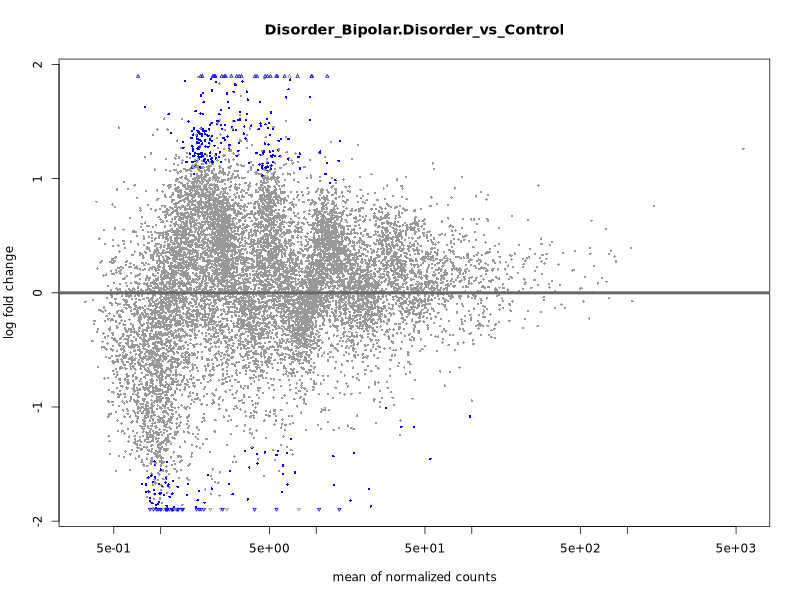 Disorder_Bipolar.Disorder_vs_Control
log fold change
2
1
0
-1
-2
5e-01 5e+00 5e+01 5e+02 5e+03
mean of normalized counts